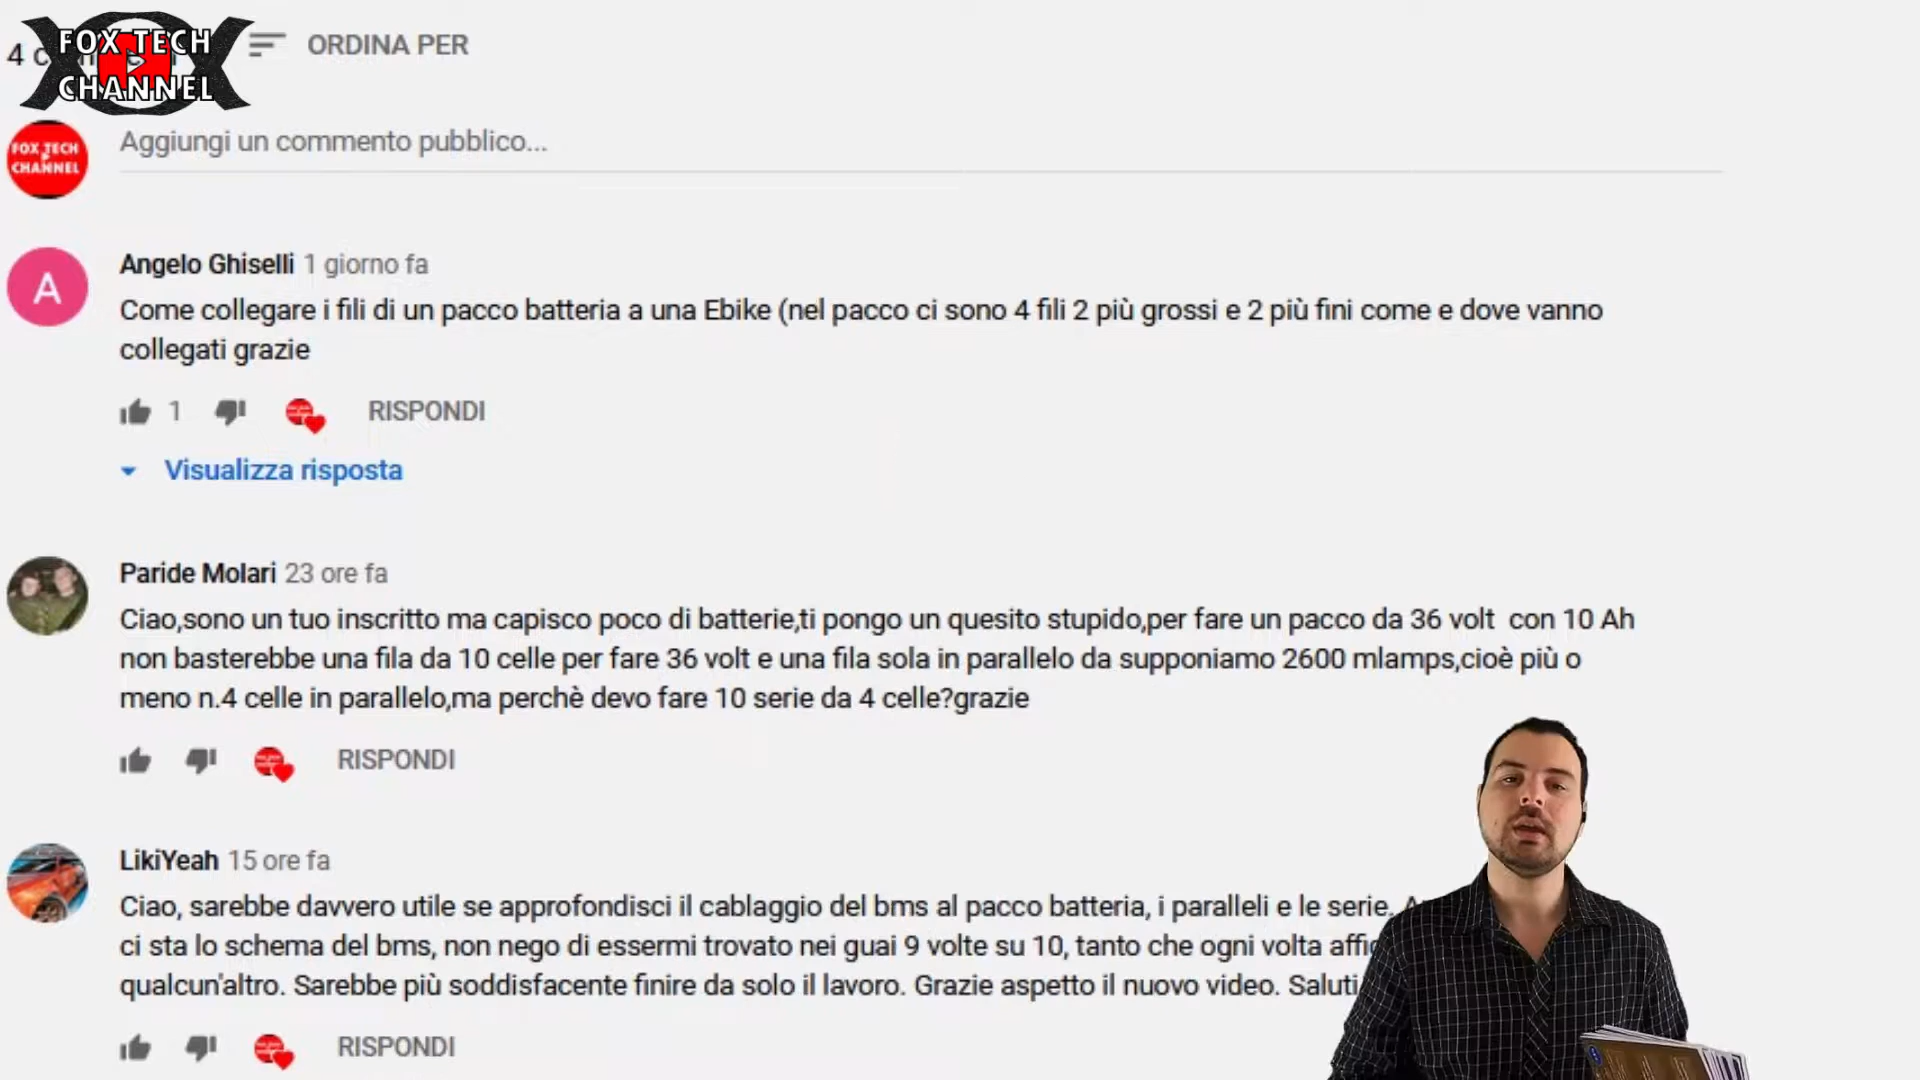 FOX TECH
CHANNEL
4 c
ORDINA PER
FOX TECH
CHANNEL
Aggiungi un commento pubblico...
A
Angelo Ghiselli 1 giorno fa
Come collegare i fili di un pacco batteria a una Ebike (nel pacco ci sono 4 fili 2 più grossi e 2 più fini come e dove vanno
collegati grazie
1
RISPONDI
Visualizza risposta
Paride Molari 23 ore fa
Ciao,sono un tuo inscritto ma capisco poco di batterie,ti pongo un quesito stupido,per fare un pacco da 36 volt con 10 Ah
non basterebbe una fila da 10 celle per fare 36 volt e una fila sola in parallelo da supponiamo 2600 mlamps,cioè più o
meno n.4 celle in parallelo,ma perchè devo fare 10 serie da 4 celle?grazie
RISPONDI
LikiYeah 15 ore fa
Ciao, sarebbe davvero utile se approfondisci il cablaggio del bms al pacco batteria, i paralleli e le serie.
ci sta lo schema del bms, non nego di essermi trovato nei guai 9 volte su 10, tanto che ogni volta
qualcun'altro. Sarebbe più soddisfacente finire da solo il lavoro. Grazie aspetto il nuovo video. Saluti
RISPONDI